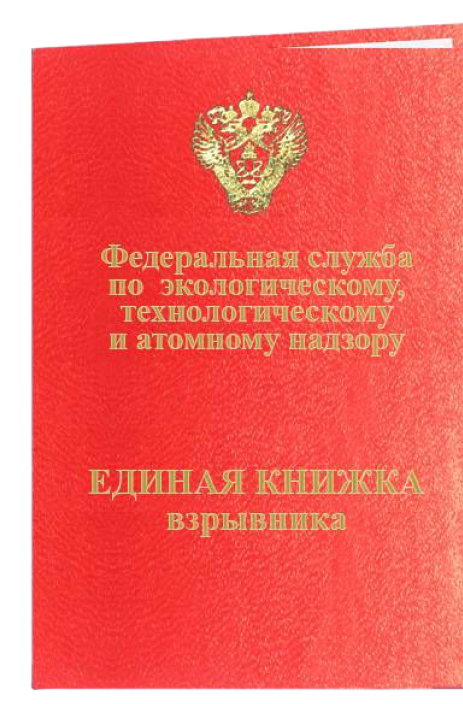 Федеральная служба
по экологическому,
технологическому
и атомному надзору
ЕДИНАЯ КНИЖКА
взрывника